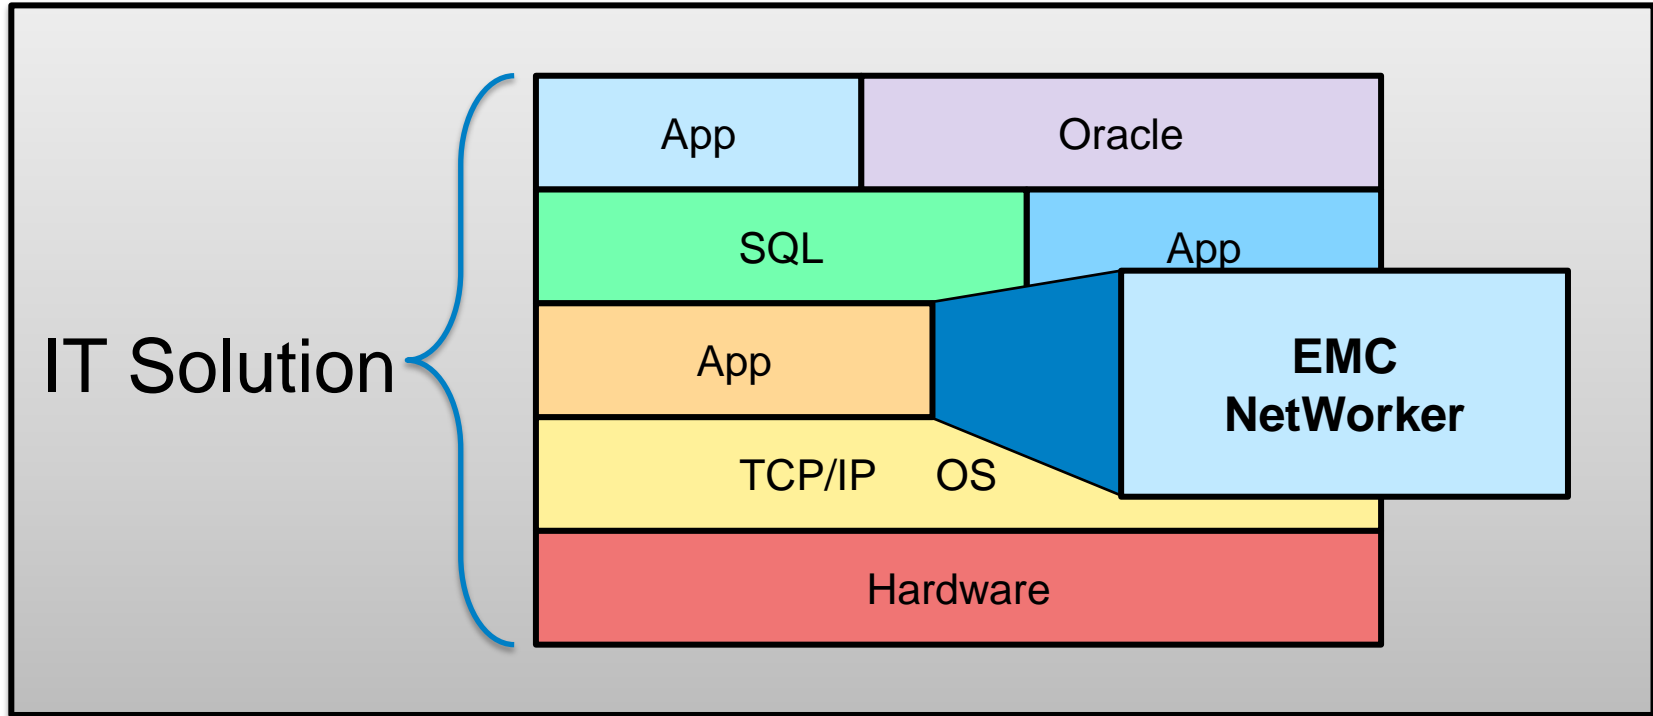 IT Solution
App
Oracle
SQL
App
App
EMC
NetWorker
TCP/IP OS
Hardware